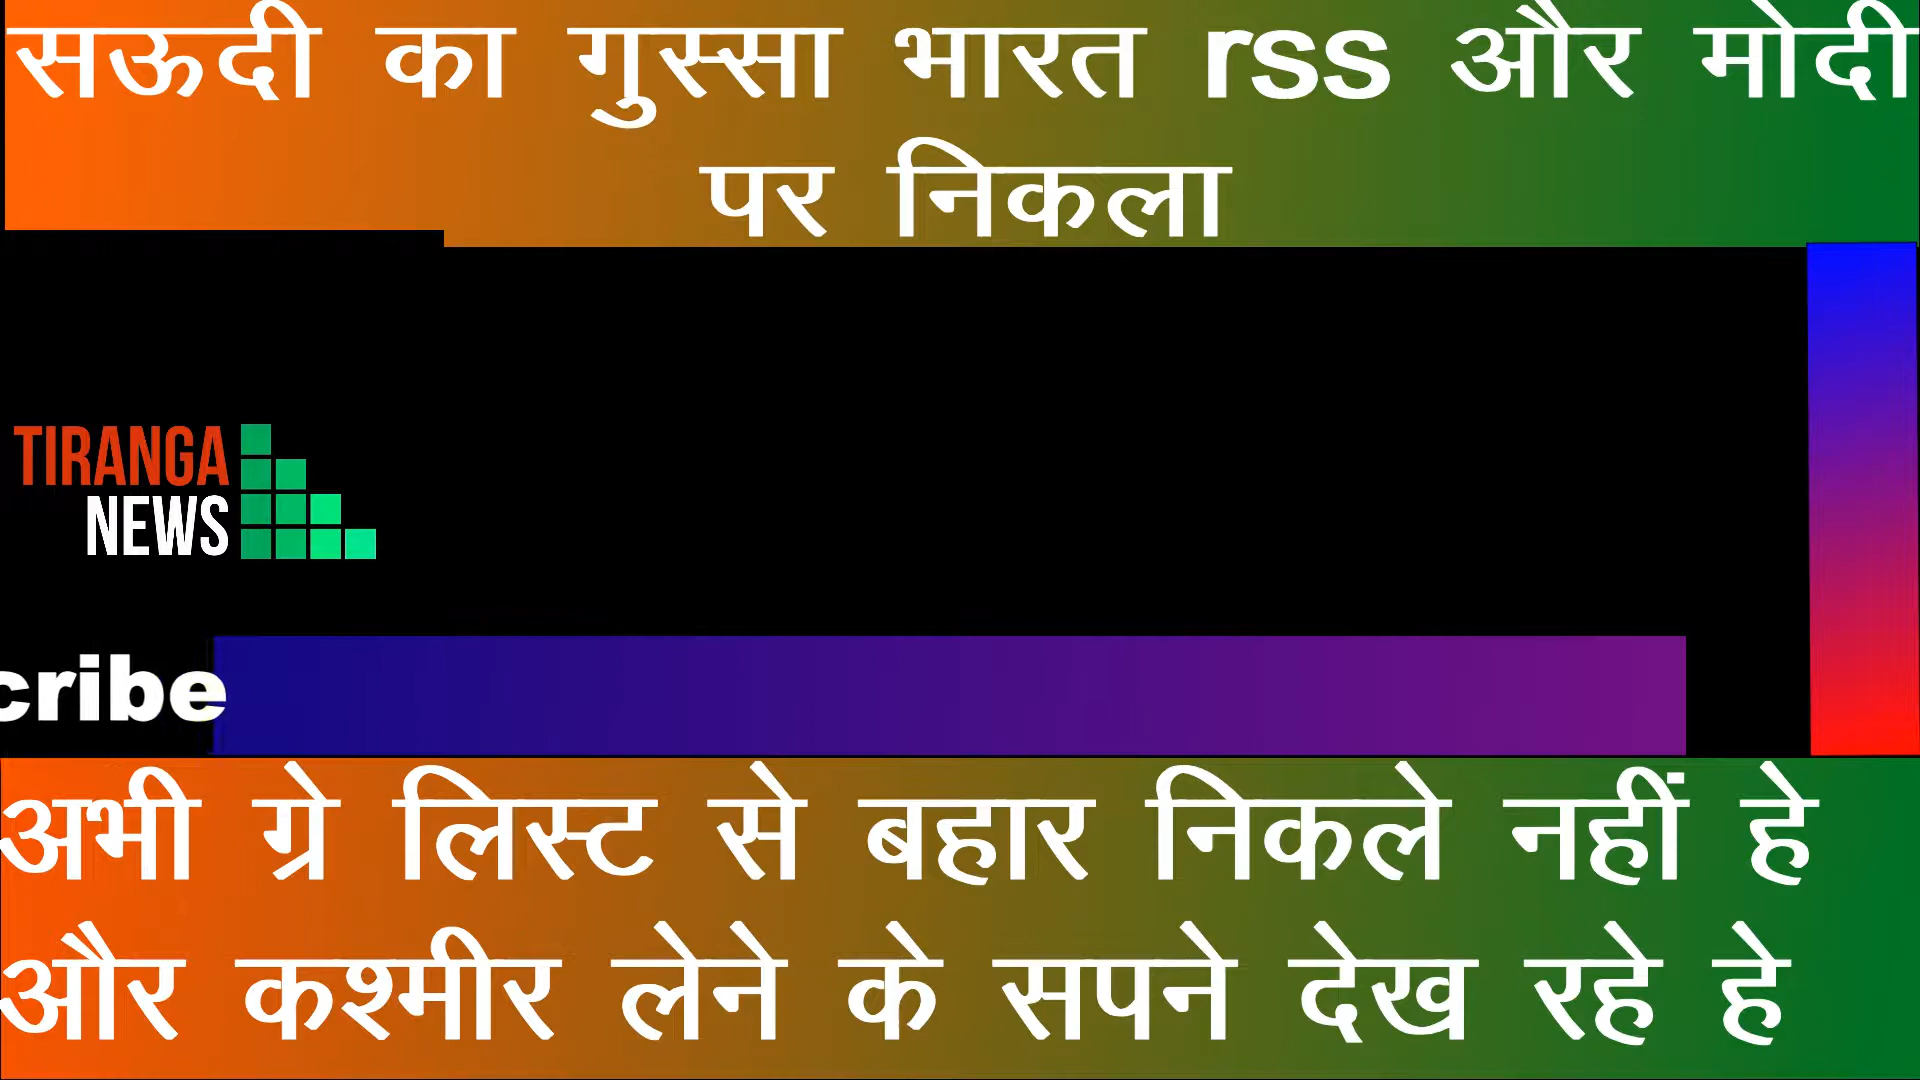 सऊदी का गुस्सा भारत rss और मोदी
पर निकला
TIRANGA
NEWS
cribe
अभी ग्रे लिस्ट से बहार निकले नहीं हे
और कश्मीर लेने के सपने देख रहे हे